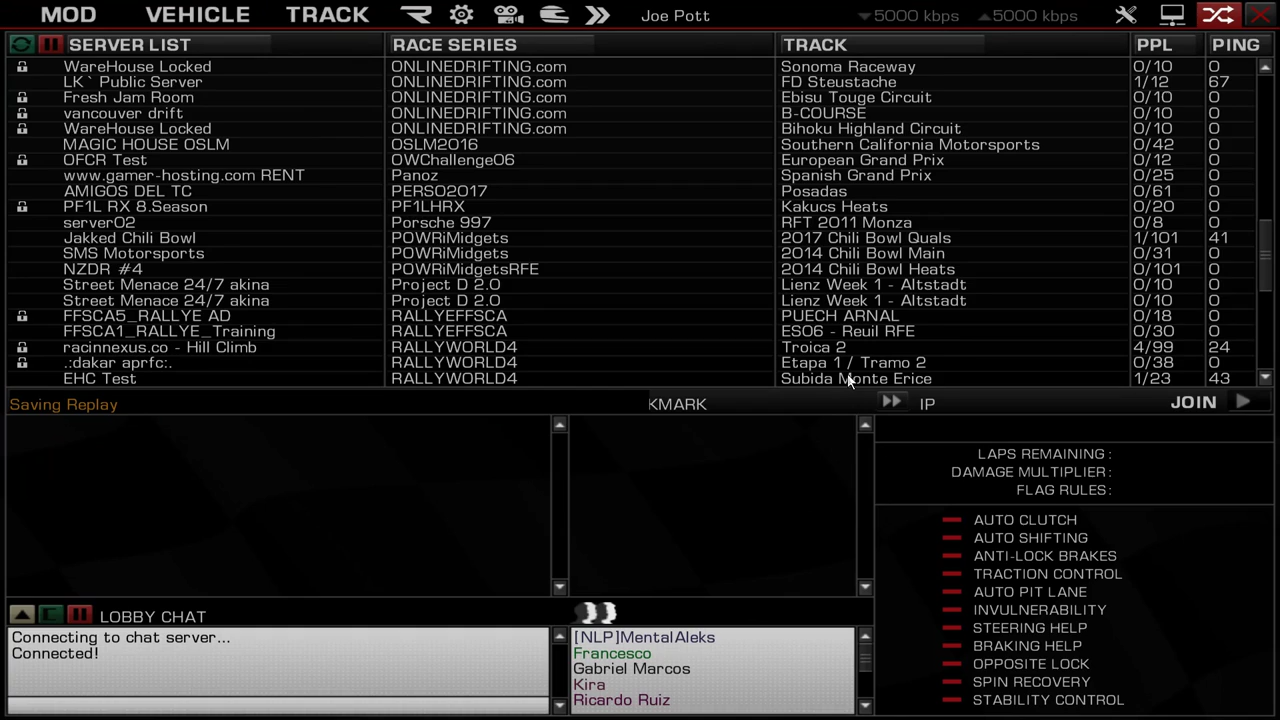 MOD VEHICLE TRACK Joe Pott 5000 kbps 5000 kbps
SERVER LIST RACE SERIES TRACK PPL PING
WareHouse Locked ONLINEDRIFTING.com Sonoma Raceway 0/10 0
LK` Public Server ONLINEDRIFTING.com FD Steustache 1/12 67
Fresh Jam Room ONLINEDRIFTING.com Ebisu Touge Circuit 0/10 0
vancouver drift ONLINEDRIFTING.com B-COURSE 0/10 0
WareHouse Locked ONLINEDRIFTING.com Bihoku Highland Circuit 0/10 0
MAGIC HOUSE OSLM OSLM2016 Southern California Motorsports 0/42 0
OFCR Test OWChallenge06 European Grand Prix 0/12 0
www.gamer-hosting.com RENT Panoz Spanish Grand Prix 0/25 0
AMIGOS DEL TC PERSO2017 Posadas 0/61 0
PF1L RX 8.Season PF1LHRX Kakucs Heats 0/20 0
server02 Porsche 997 RFT 2011 Monza 0/8 0
Jakked Chili Bowl POWRiMidgets 2017 Chili Bowl Quals 1/101 41
SMS Motorsports POWRiMidgets 2014 Chili Bowl Main 0/31 0
NZDR #4 POWRiMidgetsRFE 2014 Chili Bowl Heats 0/101 0
Street Menace 24/7 akina Project D 2.0 Lienz Week 1 - Altstadt 0/10 0
Street Menace 24/7 akina Project D 2.0 Lienz Week 1 - Altstadt 0/10 0
FFSCA5_RALLYE AD RALLYEFFSCA PUECH ARNAL 0/18 0
FFSCA1_RALLYE_Training RALLYEFFSCA ES06 - Reuil RFE 0/30 0
racinnexus.co - Hill Climb RALLYWORLD4 Troica 2 4/99 24
.:dakar aprfc:. RALLYWORLD4 Etapa 1 / Tramo 2 0/38 0
EHC Test RALLYWORLD4 Subida Monte Erice 1/23 43
Saving Replay KMARK IP JOIN
LAPS REMAINING :
DAMAGE MULTIPLIER :
FLAG RULES :
AUTO CLUTCH
AUTO SHIFTING
ANTI-LOCK BRAKES
TRACTION CONTROL
AUTO PIT LANE
INVULNERABILITY
STEERING HELP
BRAKING HELP
OPPOSITE LOCK
SPIN RECOVERY
STABILITY CONTROL
LOBBY CHAT
Connecting to chat server...
Connected!
[NLP]MentalAleks
Francesco
Gabriel Marcos
Kira
Ricardo Ruiz